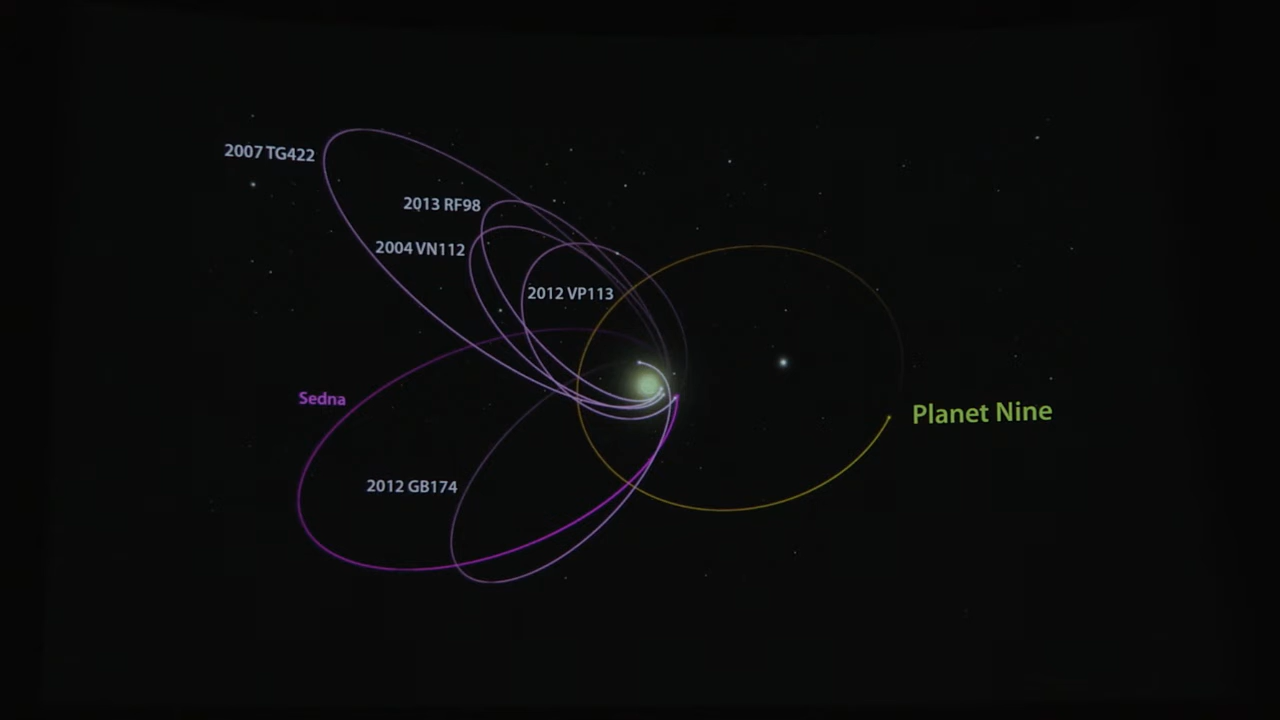 2007 TG422
2013 RF98
2004 VN112
2012 VP113
Sedna
Planet Nine
2012 GB174